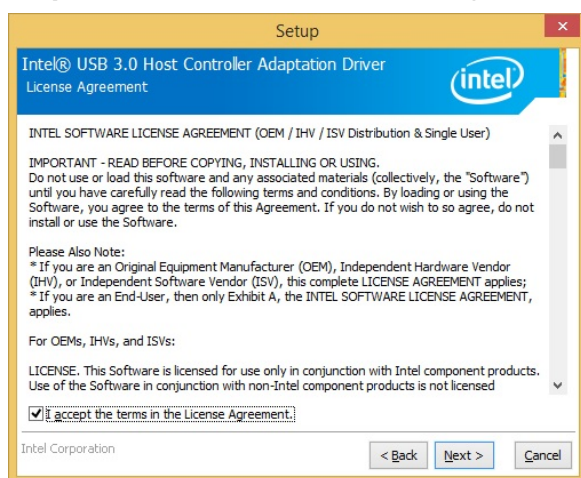 Setup
Intel® USB 3.0 Host Controller Adaptation Driver
License Agreement
intel
INTEL SOFTWARE LICENSE AGREEMENT (OEM / IHV / ISV Distribution & Single User)
IMPORTANT - READ BEFORE COPYING, INSTALLING OR USING.
Do not use or load this software and any associated materials (collectively, the "Software")
until you have carefully read the following terms and conditions. By loading or using the
Software, you agree to the terms of this Agreement. If you do not wish to so agree, do not
install or use the Software.
Please Also Note:
* If you are an Original Equipment Manufacturer (OEM), Independent Hardware Vendor
(IHV), or Independent Software Vendor (ISV), this complete LICENSE AGREEMENT applies;
* If you are an End-User, then only Exhibit A, the INTEL SOFTWARE LICENSE AGREEMENT,
applies.
For OEMs, IHVs, and ISVs:
LICENSE. This Software is licensed for use only in conjunction with Intel component products.
Use of the Software in conjunction with non-Intel component products is not licensed
I accept the terms in the License Agreement.
Intel Corporation
< Back Next > Cancel